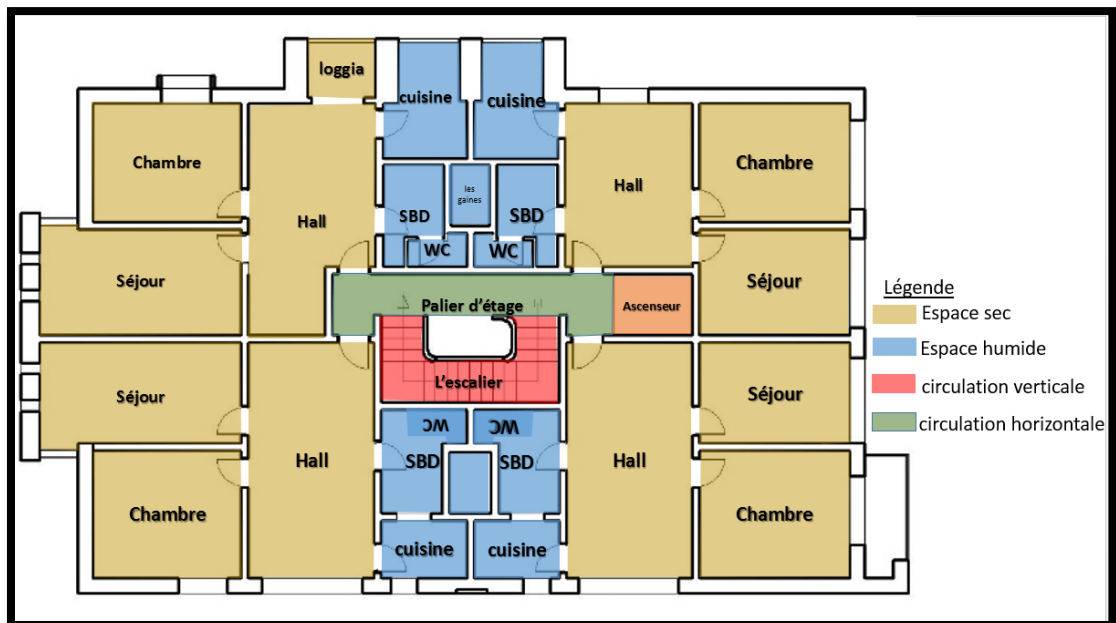 loggia
cuisine
cuisine
Chambre
Hall
Hall
Chambre
les
gaines
SBD
SBD
WC
WC
Séjour
Séjour
Palier d'étage
Ascenseur
L'escalier
Légende
Espace sec
Espace humide
circulation verticale
circulation horizontale
Séjour
Séjour
WC
WC
Hall
SBD
SBD
Hall
Chambre
Chambre
cuisine
cuisine